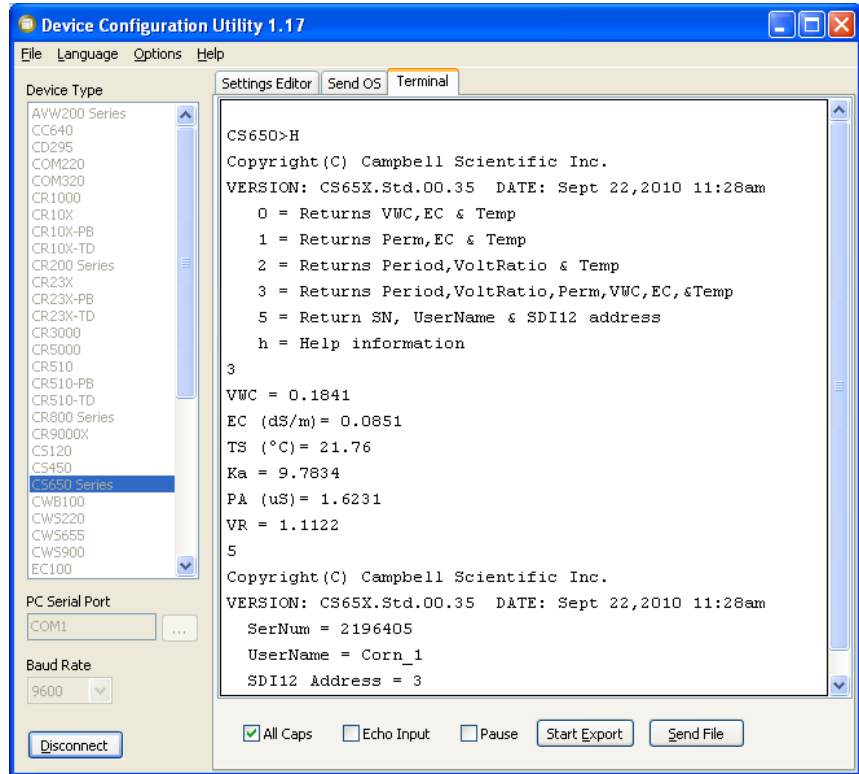 Device Configuration Utility 1.17
File Language Options Help
Device Type
AVW200 Series
CC640
CD295
COM220
COM320
CR1000
CR10X
CR10X-PB
CR10X-TD
CR200 Series
CR23X
CR23X-PB
CR23X-TD
CR3000
CR5000
CR510
CR510-PB
CR510-TD
CR800 Series
CR9000X
CS120
CS450
CS650 Series
CWB100
CWS220
CWS655
CWS900
EC100
PC Serial Port
COM1 ...
Baud Rate
9600
Disconnect
Settings Editor Send OS Terminal
CS650>H
Copyright(C) Campbell Scientific Inc.
VERSION: CS65X.Std.00.35 DATE: Sept 22,2010 11:28am
0 = Returns VWC,EC & Temp
1 = Returns Perm,EC & Temp
2 = Returns Period,VoltRatio & Temp
3 = Returns Period,VoltRatio,Perm,VWC,EC,&Temp
5 = Return SN, UserName & SDI12 address
h = Help information
3
VWC = 0.1841
EC (dS/m)= 0.0851
TS (°C)= 21.76
Ka = 9.7834
PA (uS)= 1.6231
VR = 1.1122
5
Copyright(C) Campbell Scientific Inc.
VERSION: CS65X.Std.00.35 DATE: Sept 22,2010 11:28am
SerNum = 2196405
UserName = Corn_1
SDI12 Address = 3
All Caps Echo Input Pause Start Export Send File